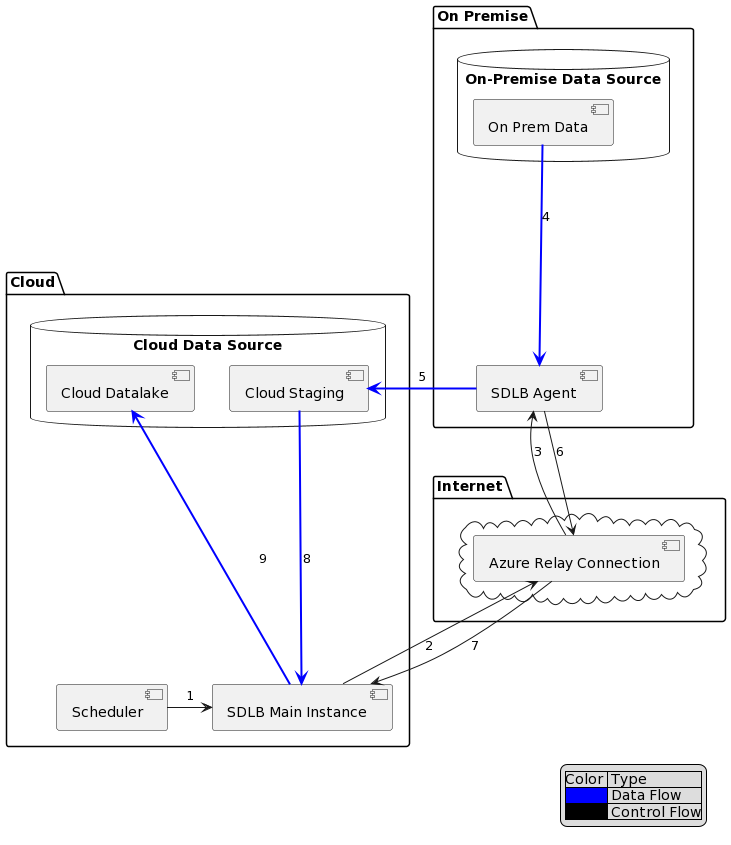 On Premise
On-Premise Data Source
On Prem Data
4
Cloud
Cloud Data Source
Cloud Datalake
Cloud Staging
5
SDLB Agent
3
6
Internet
Azure Relay Connection
9
8
2
7
Scheduler
1
SDLB Main Instance
Color Type
Data Flow
Control Flow